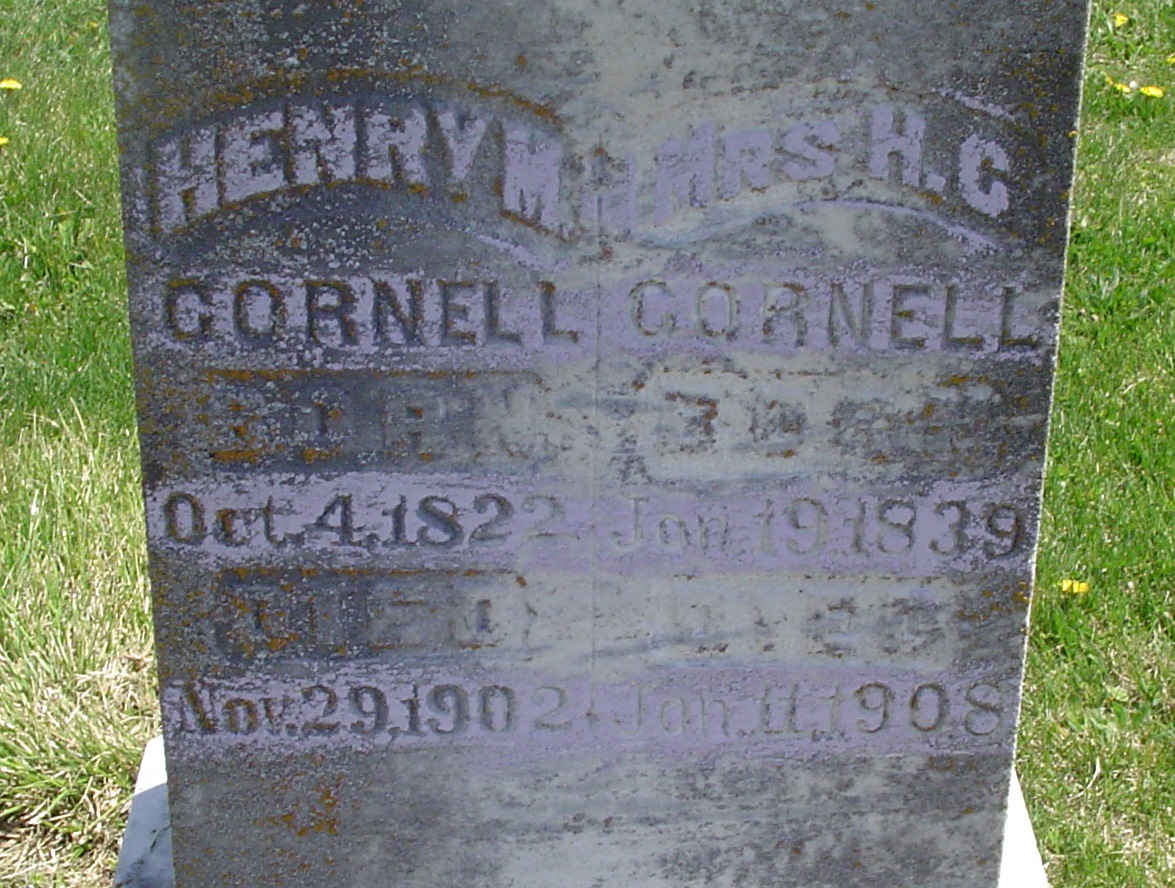 HENRY M.
CORNELL
BORN
Oct. 4, 1822.
DIED
Nov. 29, 1902.
MRS H. C
CORNELL
BORN
Jan. 19, 1839
DIED
Jan. 11, 1908